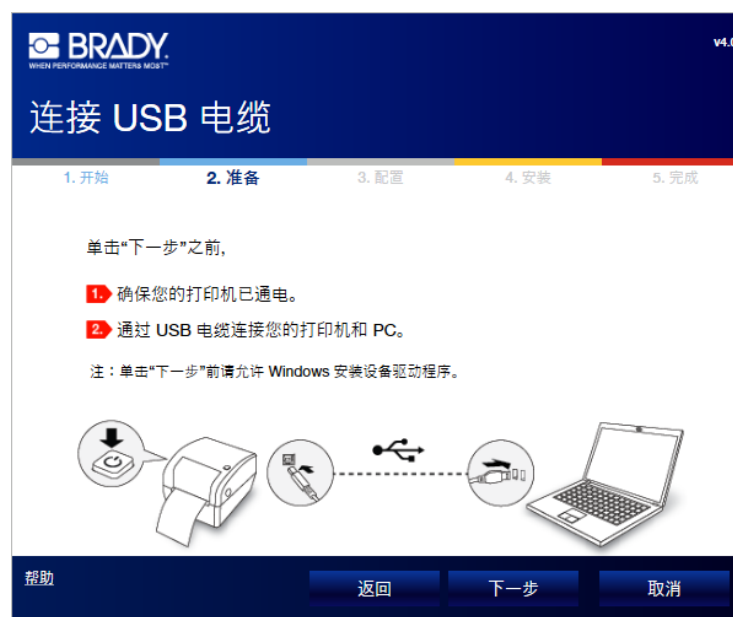 BRADY.
WHEN PERFORMANCE MATTERS MOST™
v4.0
连接 USB 电缆
1. 开始
2. 准备
3. 配置
4. 安装
5. 完成
单击“下一步”之前,
1. 确保您的打印机已通电。
2. 通过 USB 电缆连接您的打印机和 PC。
注：单击“下一步”前请允许 Windows 安装设备驱动程序。
帮助
返回
下一步
取消